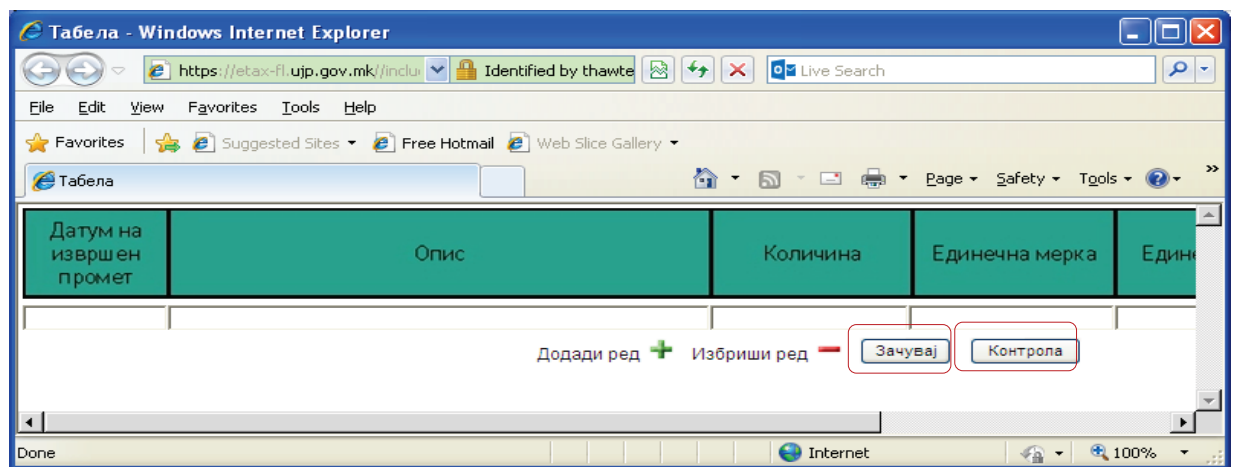 Табела - Windows Internet Explorer
https://etax-fl.ujp.gov.mk//inclu Identified by thawte Live Search
File Edit View Favorites Tools Help
Favorites Suggested Sites Free Hotmail Web Slice Gallery
Табела Page Safety Tools »
Датум на извршен промет Опис Количина Единечна мерка
Додади ред Избриши ред Зачувај Контрола
Done Internet 100%